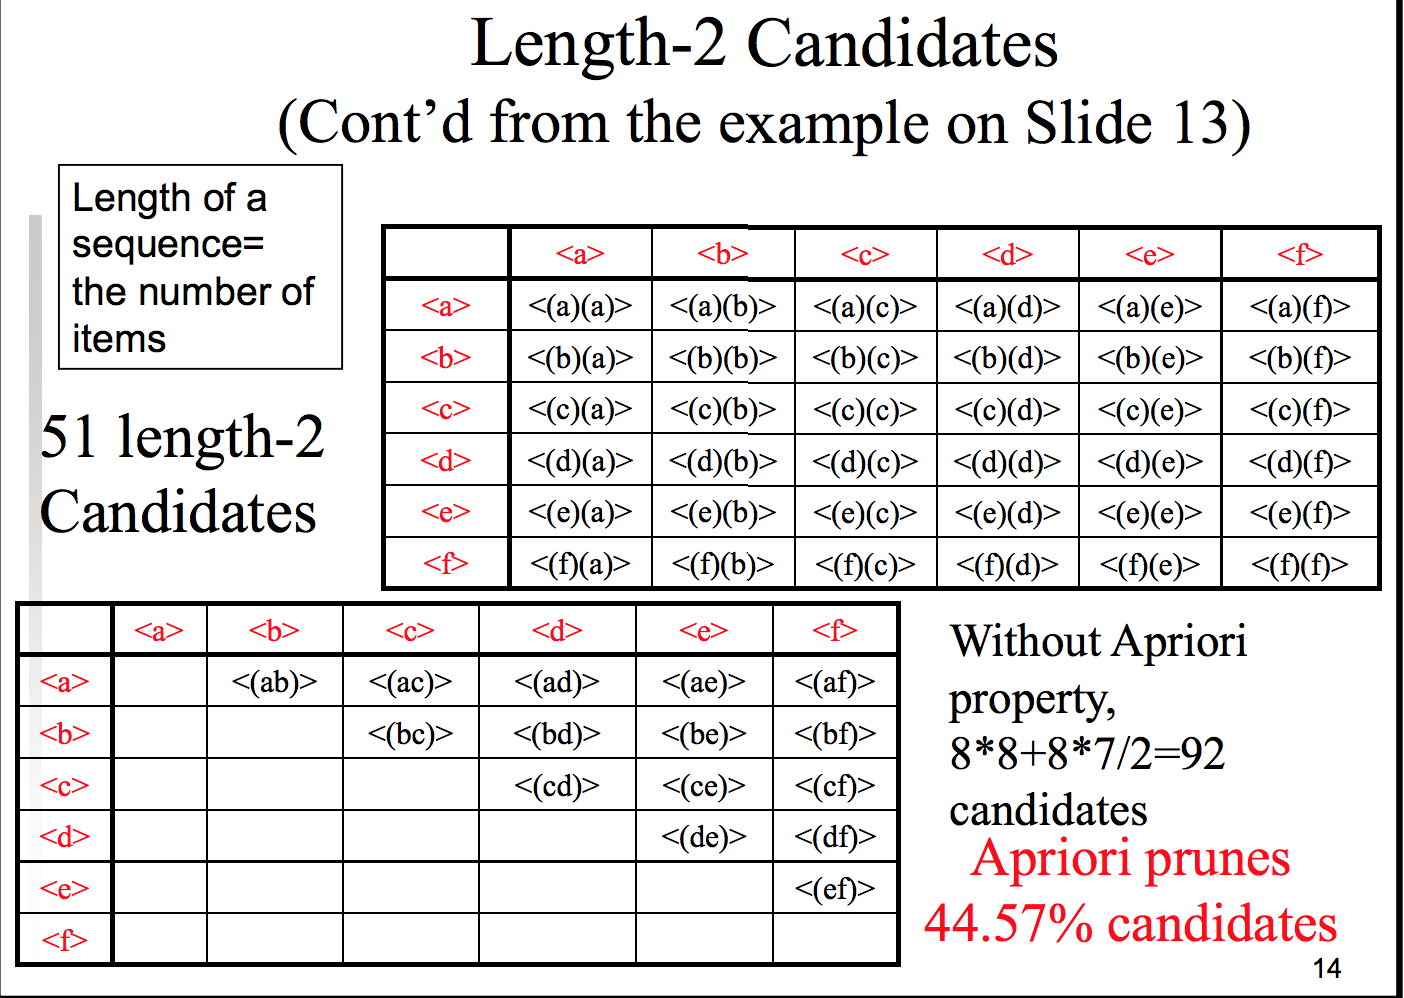 Length-2 Candidates
(Cont’d from the example on Slide 13)
Length of a
sequence=
the number of
items
51 length-2
Candidates
<a> <b> <c> <d> <e> <f>
<a> <(a)(a)> <(a)(b)> <(a)(c)> <(a)(d)> <(a)(e)> <(a)(f)>
<b> <(b)(a)> <(b)(b)> <(b)(c)> <(b)(d)> <(b)(e)> <(b)(f)>
<c> <(c)(a)> <(c)(b)> <(c)(c)> <(c)(d)> <(c)(e)> <(c)(f)>
<d> <(d)(a)> <(d)(b)> <(d)(c)> <(d)(d)> <(d)(e)> <(d)(f)>
<e> <(e)(a)> <(e)(b)> <(e)(c)> <(e)(d)> <(e)(e)> <(e)(f)>
<f> <(f)(a)> <(f)(b)> <(f)(c)> <(f)(d)> <(f)(e)> <(f)(f)>
<a> <b> <c> <d> <e> <f>
<a> <(ab)> <(ac)> <(ad)> <(ae)> <(af)>
<b> <(bc)> <(bd)> <(be)> <(bf)>
<c> <(cd)> <(ce)> <(cf)>
<d> <(de)> <(df)>
<e> <(ef)>
<f>
Without Apriori
property,
8*8+8*7/2=92
candidates
Apriori prunes
44.57% candidates
14